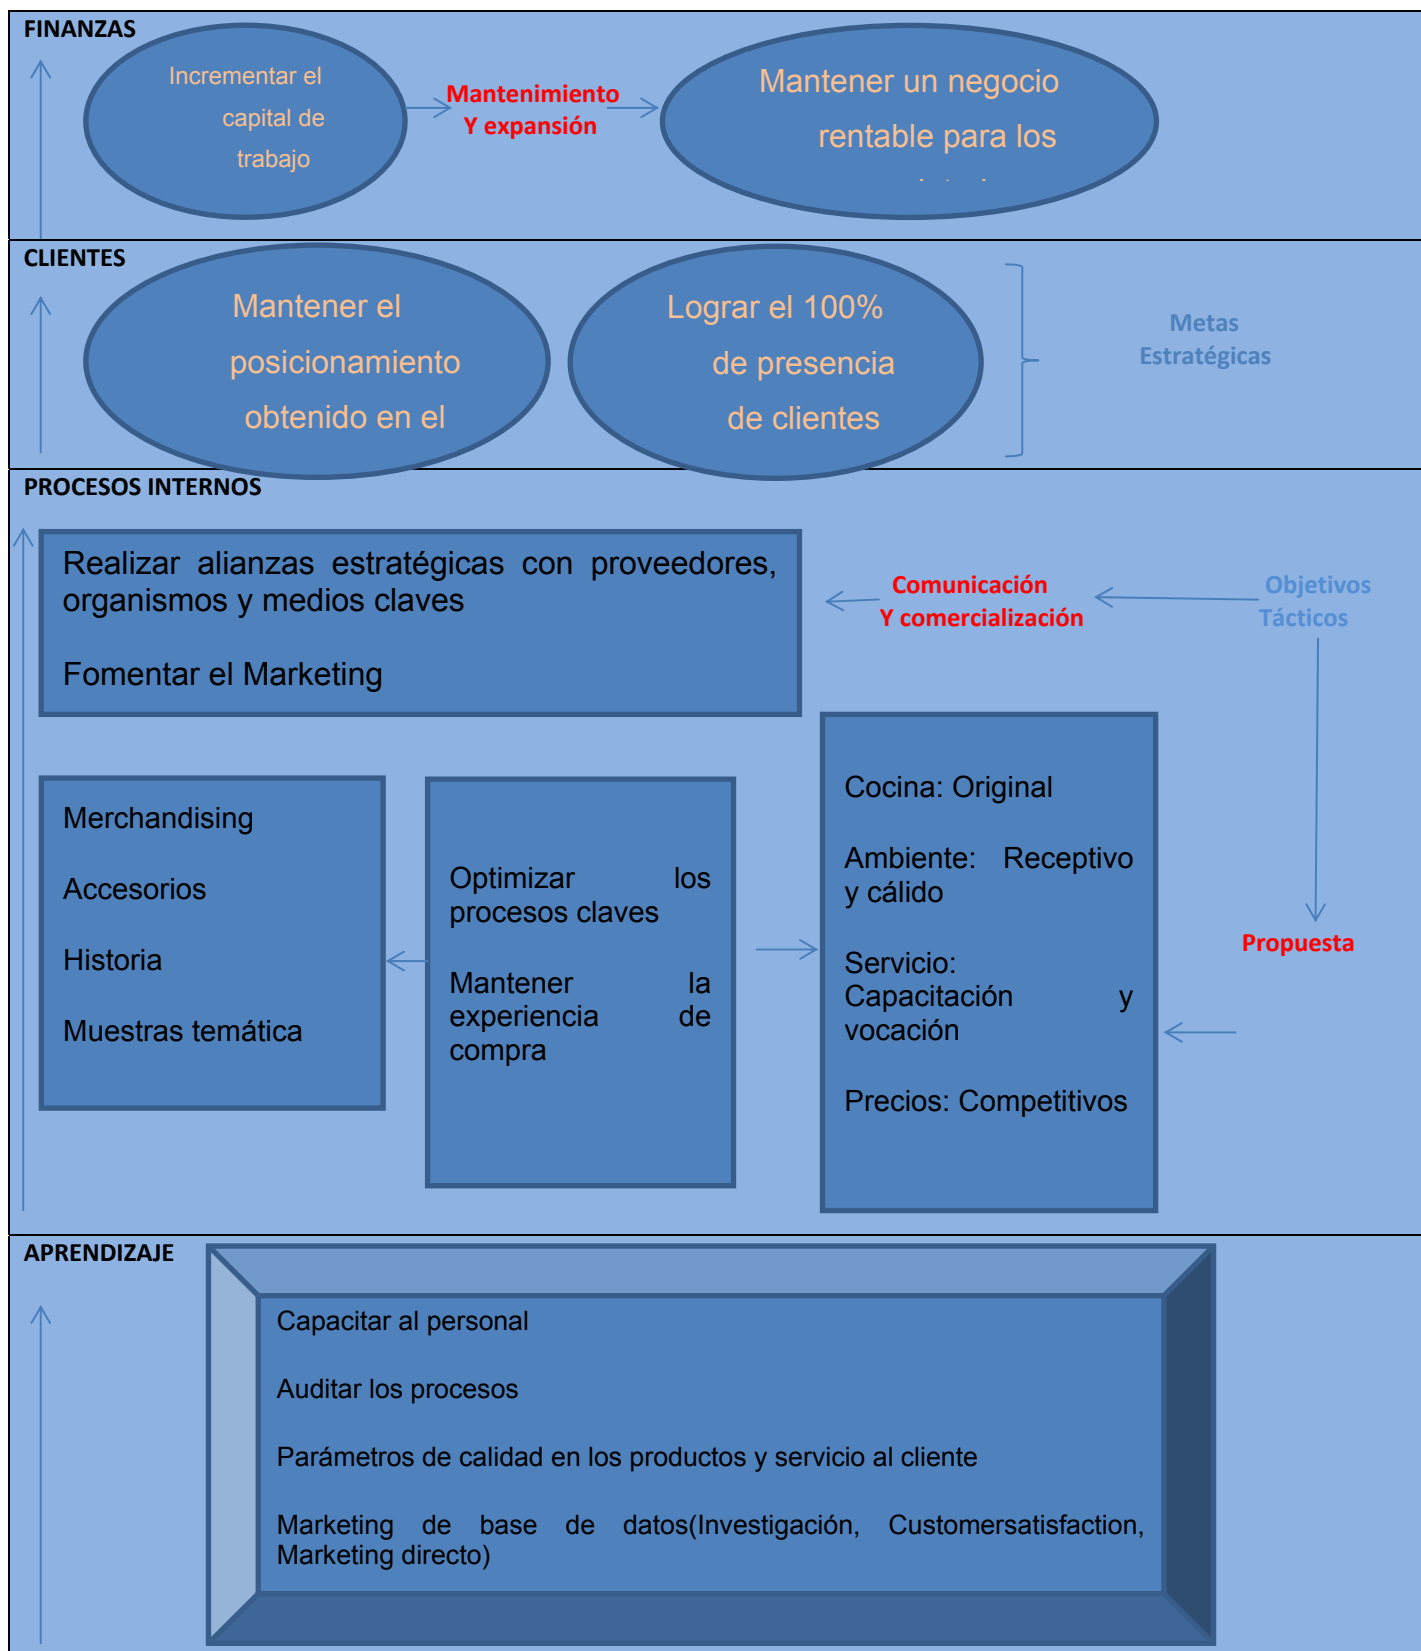 FINANZAS
Incrementar el
capital de
trabajo
Mantenimiento
Y expansión
Mantener un negocio
rentable para los
CLIENTES
Mantener el
posicionamiento
obtenido en el
Lograr el 100%
de presencia
de clientes
Metas
Estratégicas
PROCESOS INTERNOS
Realizar alianzas estratégicas con proveedores,
organismos y medios claves
Fomentar el Marketing
Comunicación
Y comercialización
Objetivos
Tácticos
Merchandising
Accesorios
Historia
Muestras temática
Optimizar los
procesos claves
Mantener la
experiencia de
compra
Cocina: Original
Ambiente: Receptivo
y cálido
Servicio:
Capacitación y
vocación
Precios: Competitivos
Propuesta
APRENDIZAJE
Capacitar al personal
Auditar los procesos
Parámetros de calidad en los productos y servicio al cliente
Marketing de base de datos(Investigación, Customersatisfaction,
Marketing directo)